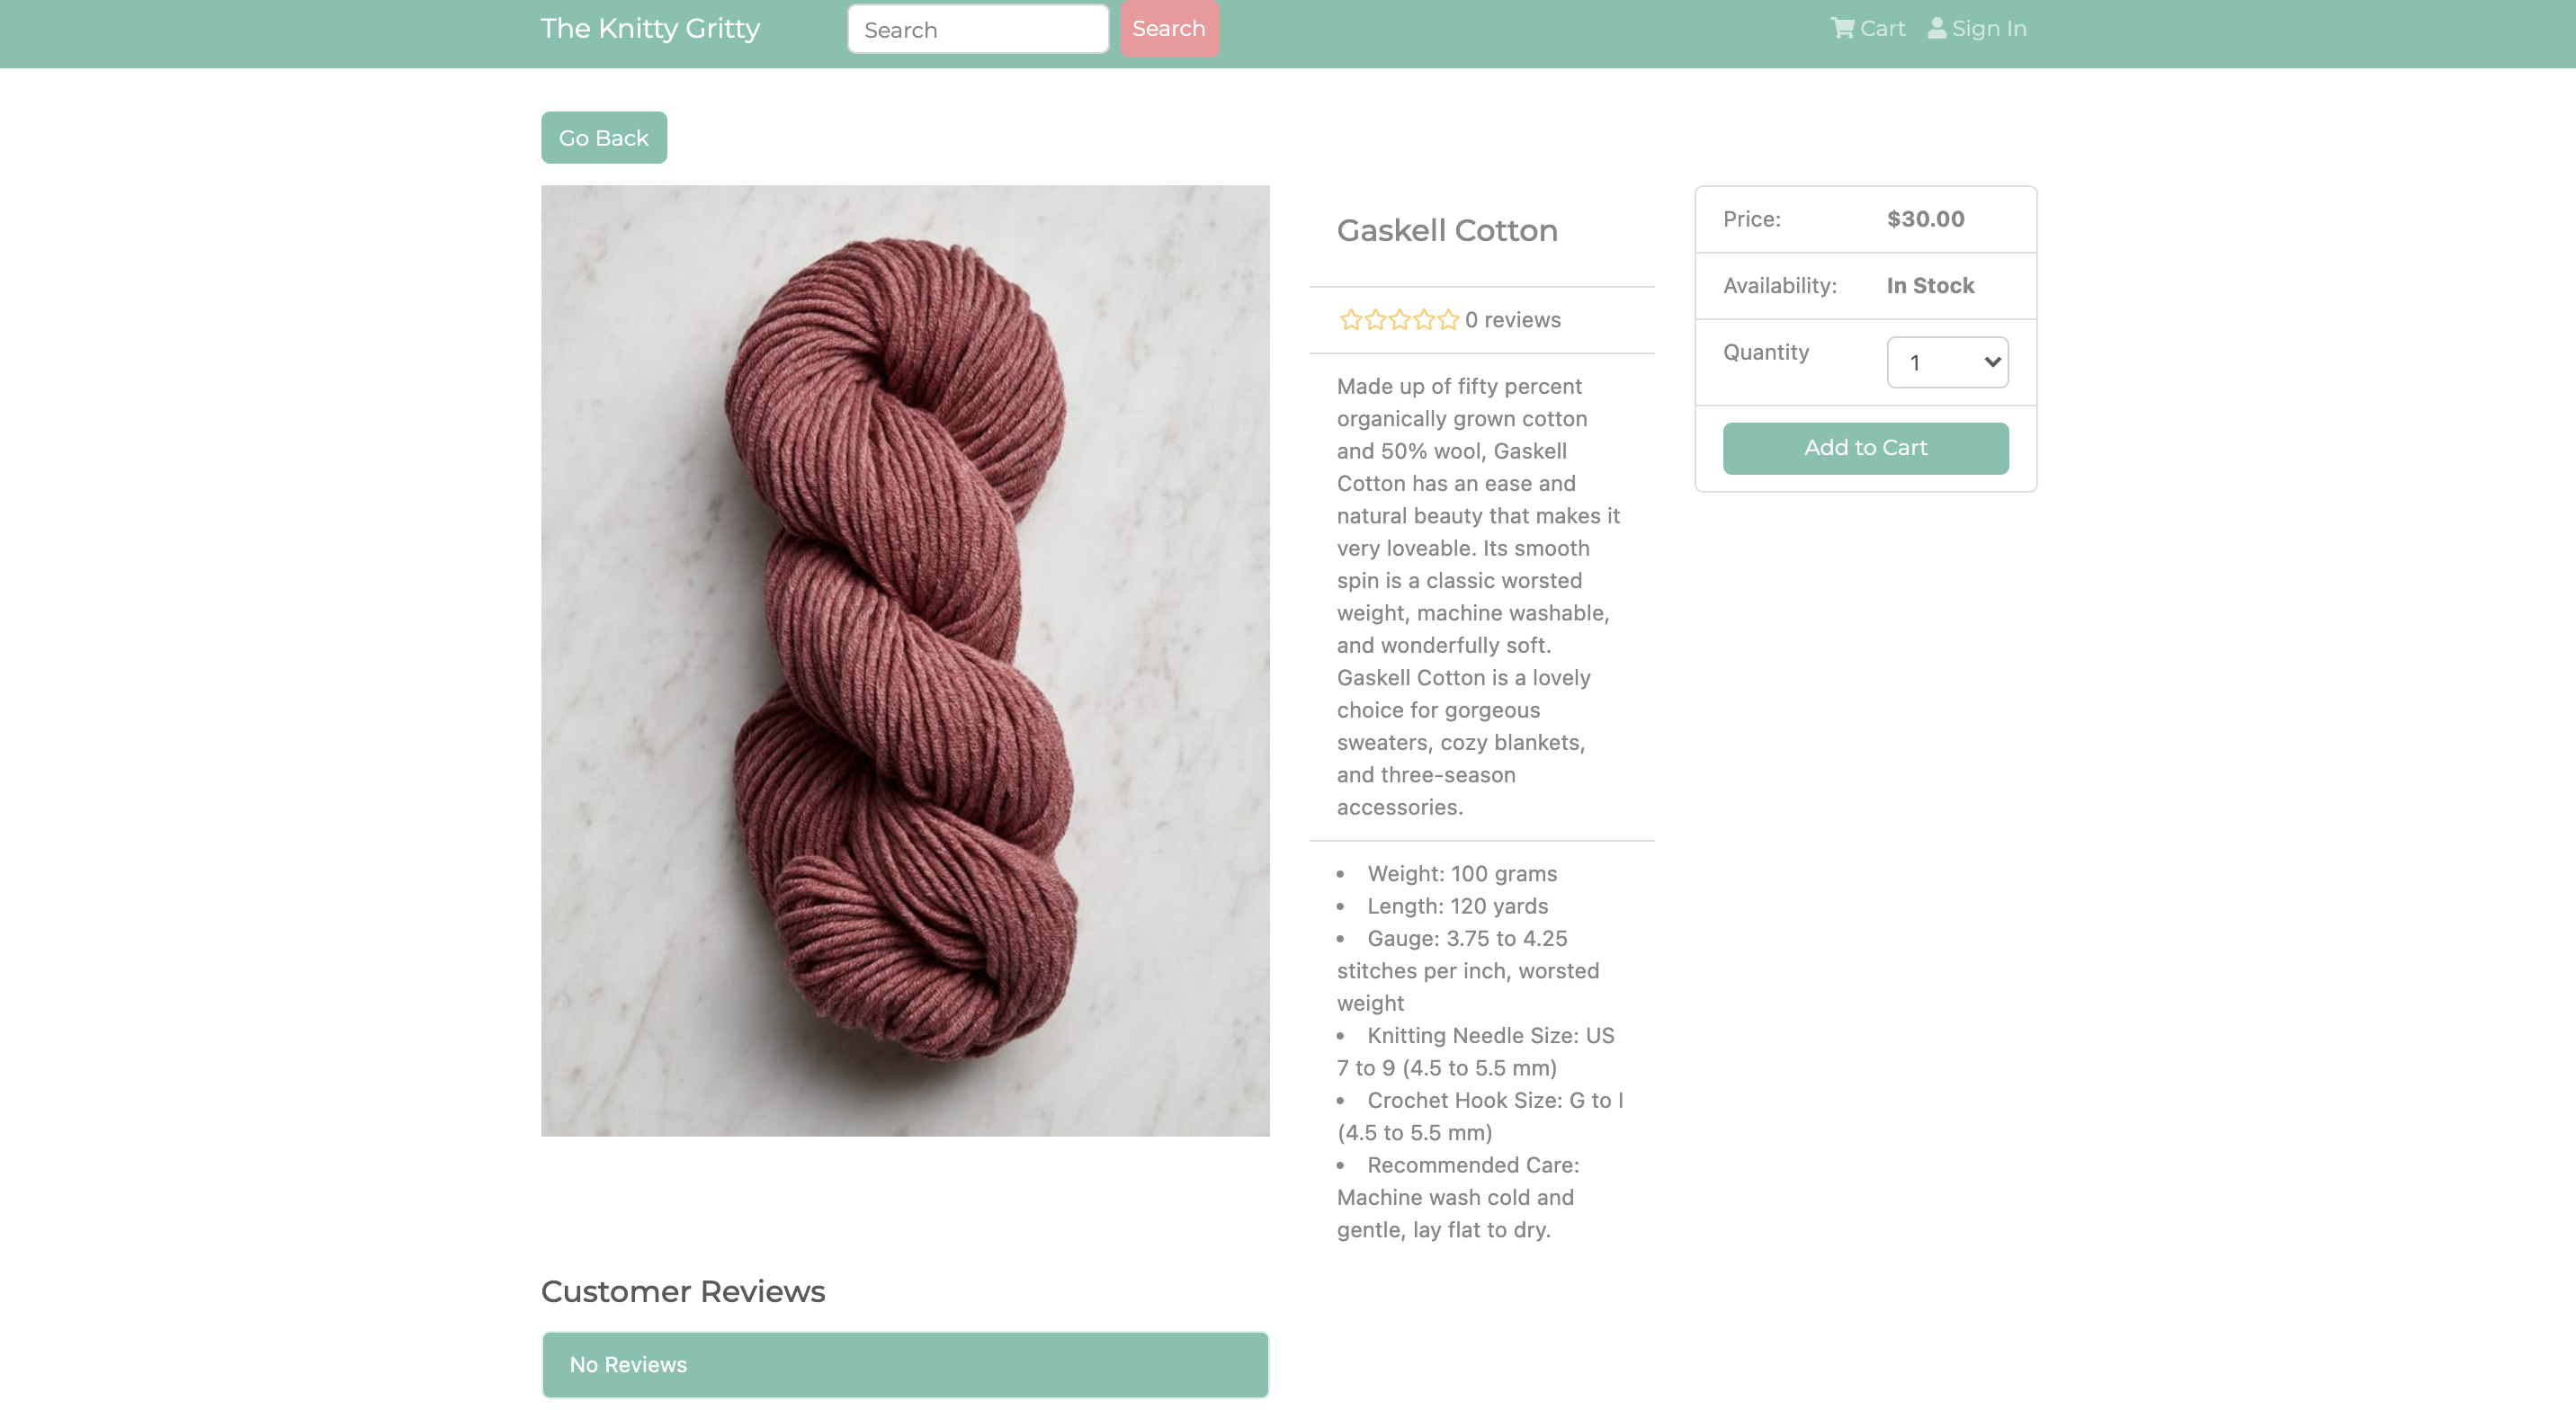 The Knitty Gritty
Search
Search
Cart
Sign In
Go Back
Gaskell Cotton
0 reviews
Made up of fifty percent
organically grown cotton
and 50% wool, Gaskell
Cotton has an ease and
natural beauty that makes it
very loveable. Its smooth
spin is a classic worsted
weight, machine washable,
and wonderfully soft.
Gaskell Cotton is a lovely
choice for gorgeous
sweaters, cozy blankets,
and three-season
accessories.
• Weight: 100 grams
• Length: 120 yards
• Gauge: 3.75 to 4.25
stitches per inch, worsted
weight
• Knitting Needle Size: US
7 to 9 (4.5 to 5.5 mm)
• Crochet Hook Size: G to I
(4.5 to 5.5 mm)
• Recommended Care:
Machine wash cold and
gentle, lay flat to dry.
Price: $30.00
Availability: In Stock
Quantity 1
Add to Cart
Customer Reviews
No Reviews